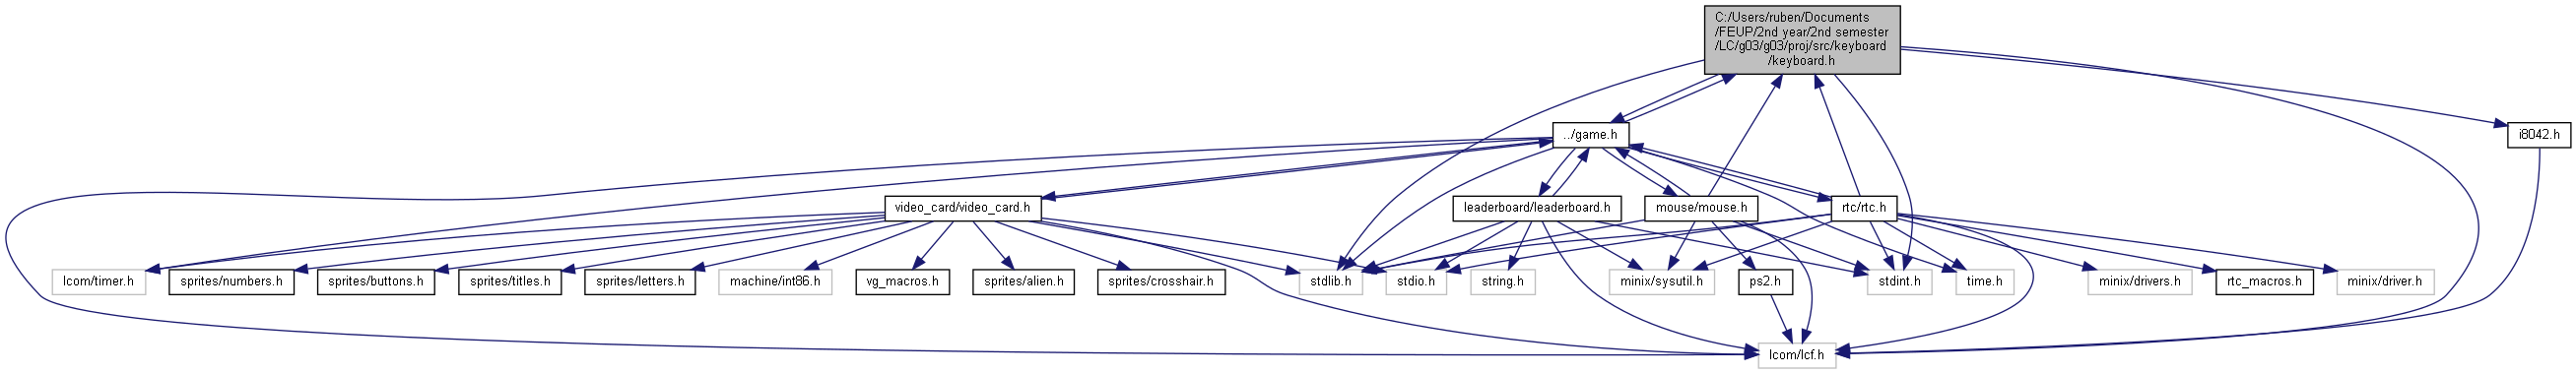 C:/Users/ruben/Documents
/FEUP/2nd year/2nd semester
/LC/g03/g03/proj/src/keyboard
/keyboard.h
../game.h
i8042.h
video_card/video_card.h
leaderboard/leaderboard.h
mouse/mouse.h
rtc/rtc.h
lcom/timer.h
sprites/numbers.h
sprites/buttons.h
sprites/titles.h
sprites/letters.h
machine/int86.h
vg_macros.h
sprites/alien.h
sprites/crosshair.h
stdlib.h
stdio.h
string.h
minix/sysutil.h
ps2.h
stdint.h
time.h
minix/drivers.h
rtc_macros.h
minix/driver.h
lcom/lcf.h